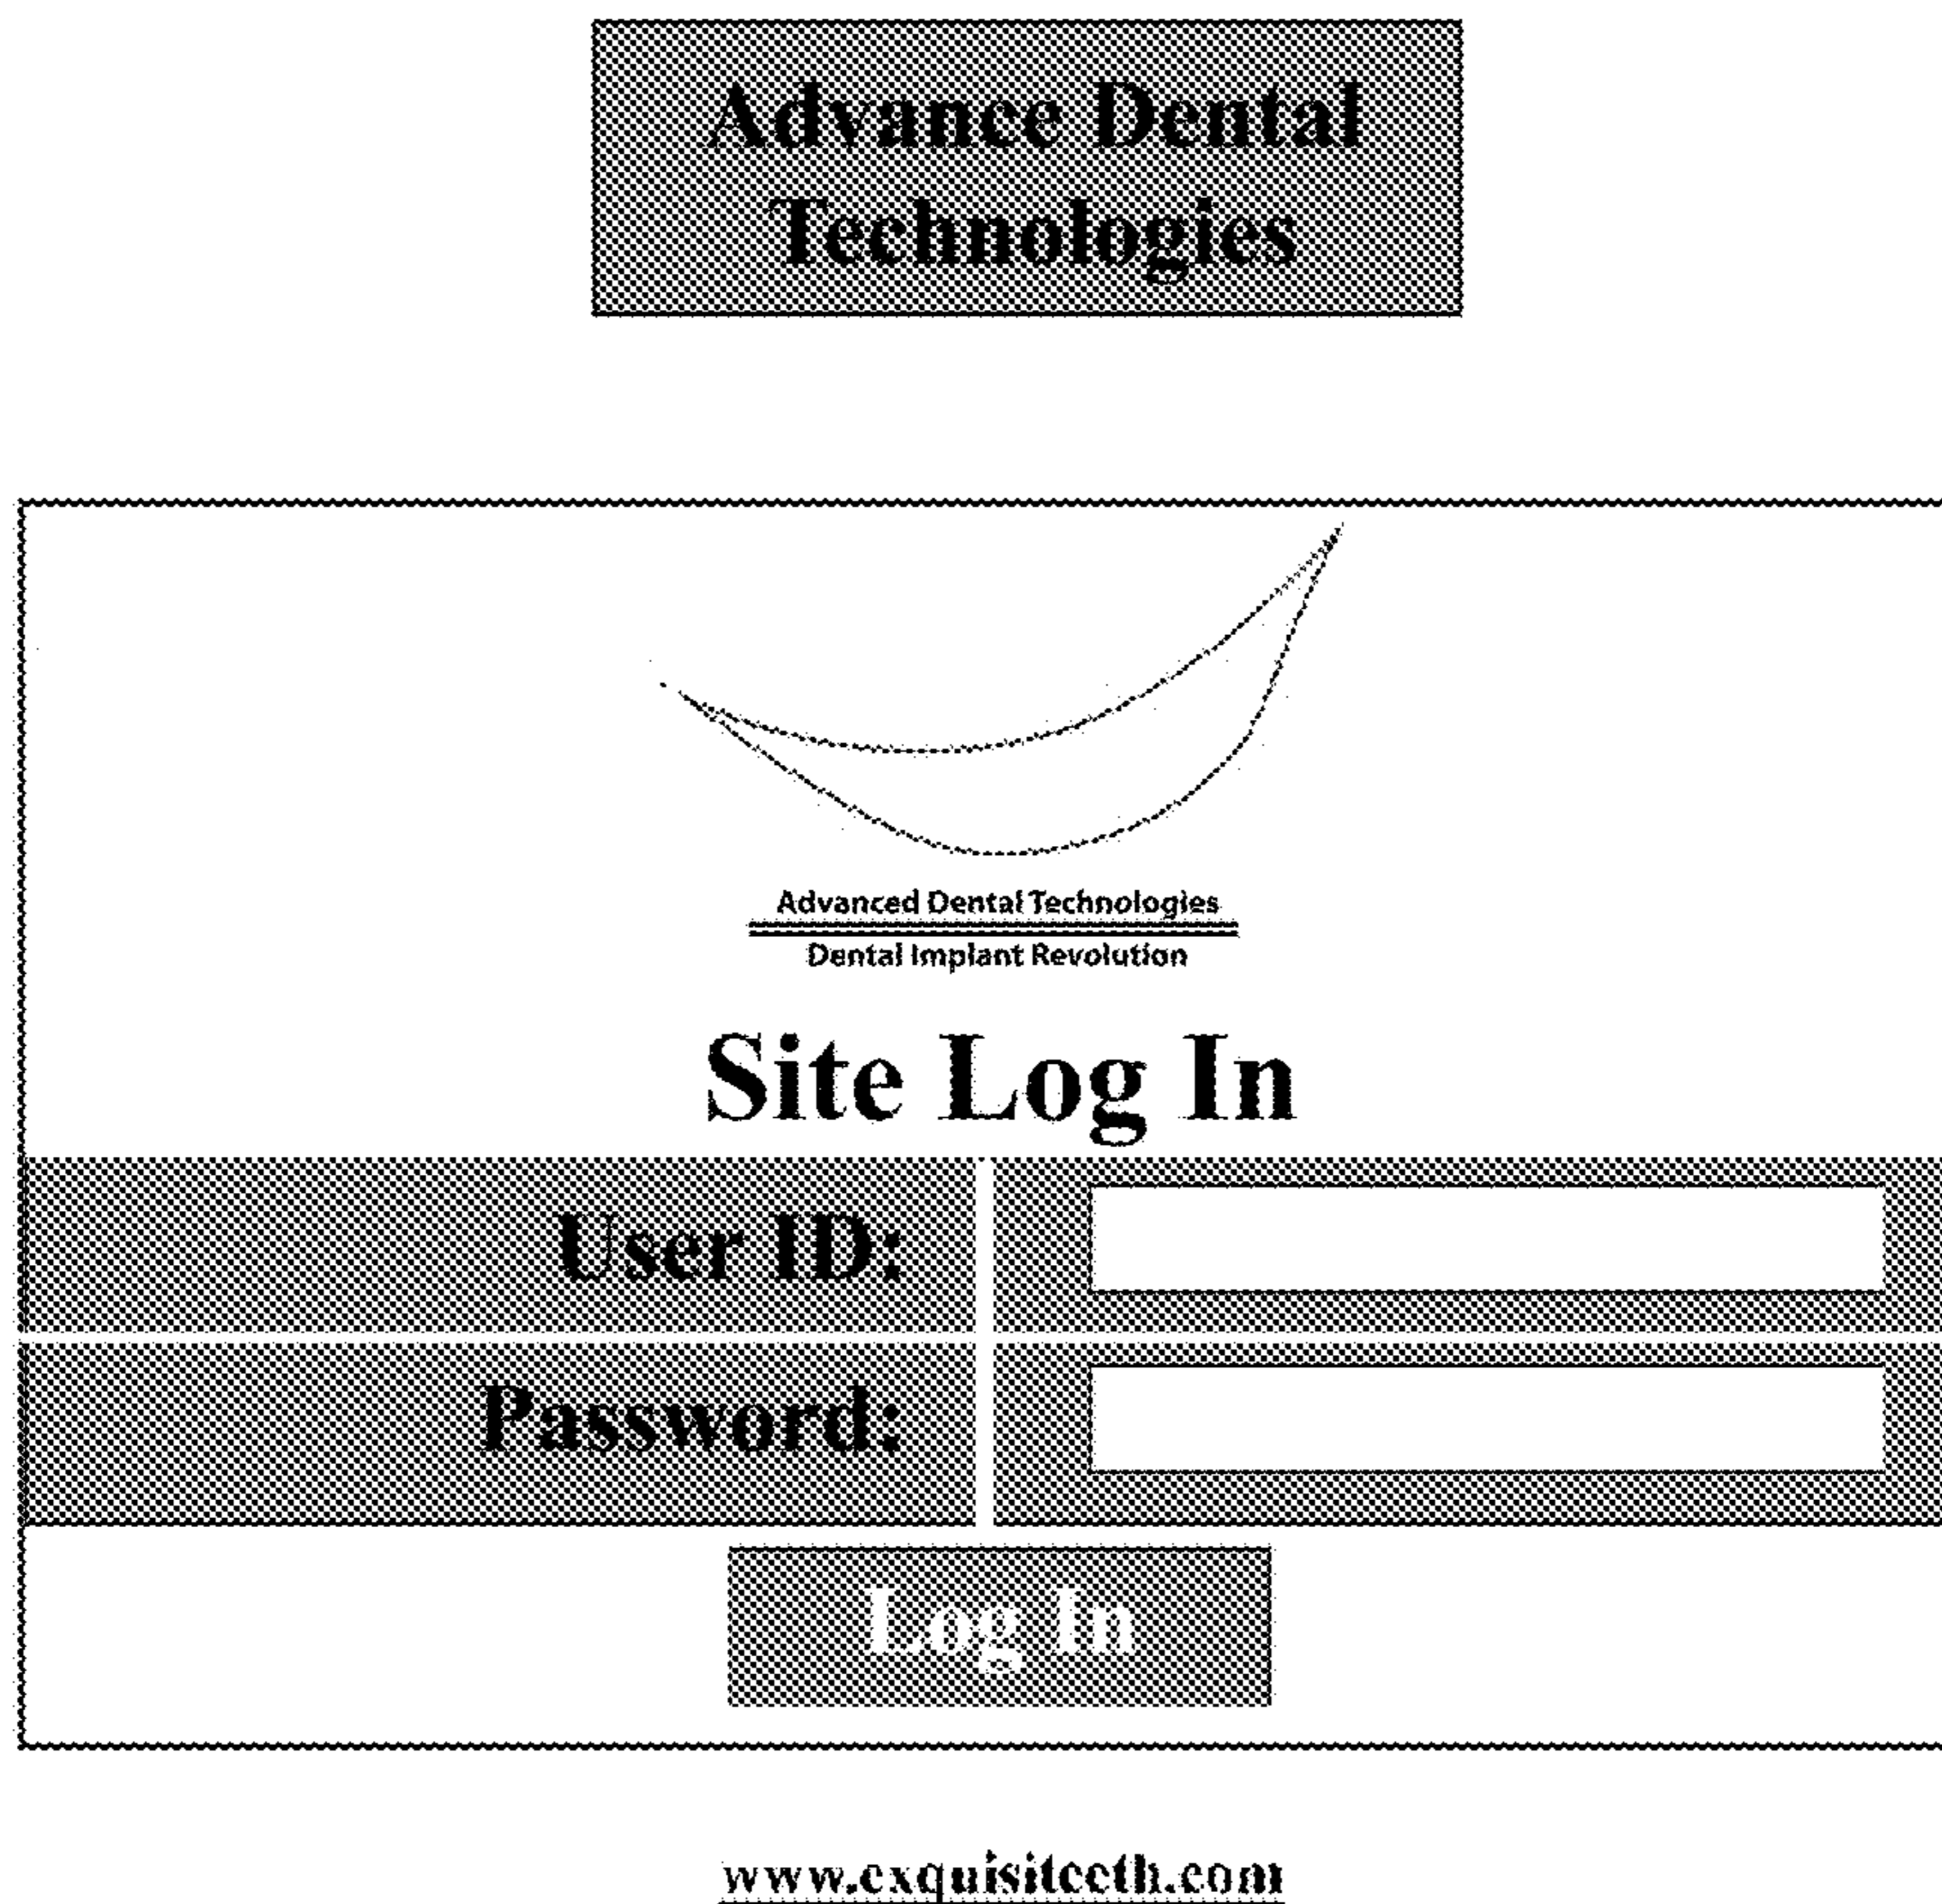 Advance Dental
Technologies
Advanced Dental Technologies
Dental Implant Revolution
Site Log In
User ID:
Password:
Log In
www.exquisiteeth.com